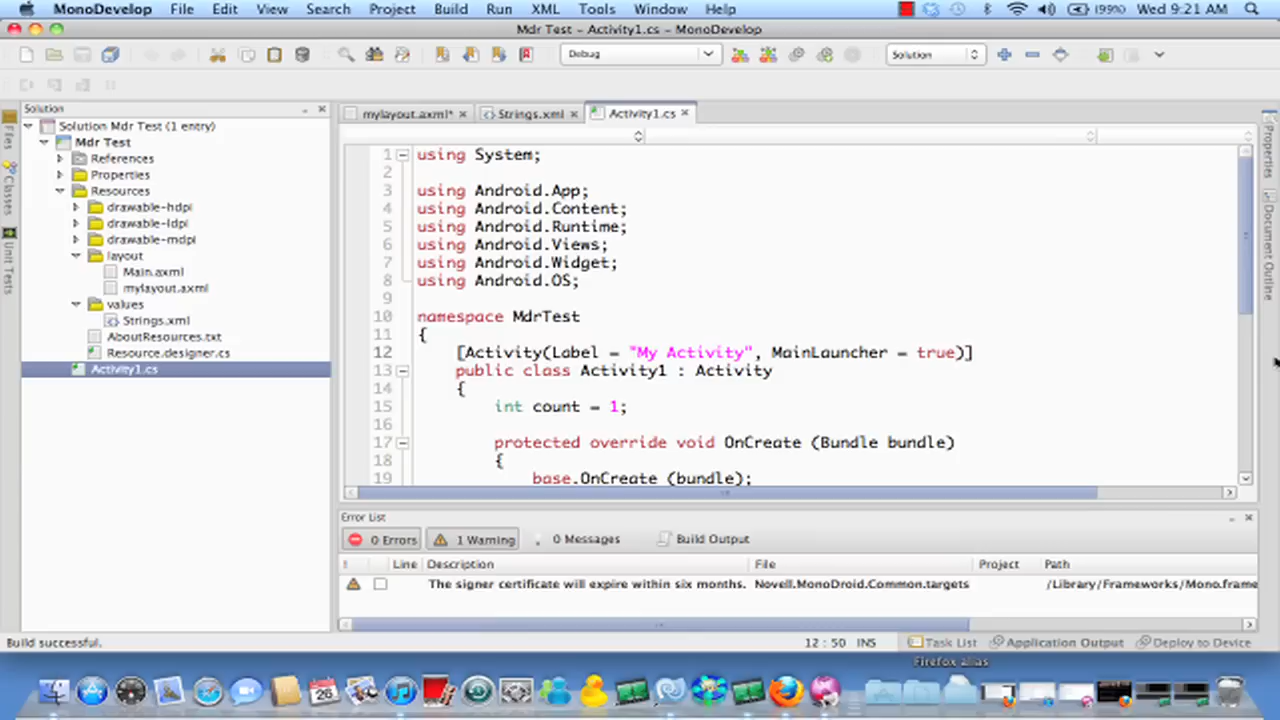 MonoDevelop File Edit View Search Project Build Run XML Tools Window Help (99%) Wed 9:21 AM
Mdr Test – Activity1.cs – MonoDevelop
Debug Solution
Solution
Solution Mdr Test (1 entry)
Mdr Test
References
Properties
Resources
drawable-hdpi
drawable-ldpi
drawable-mdpi
layout
Main.axml
mylayout.axml
values
Strings.xml
AboutResources.txt
Resource.designer.cs
Activity1.cs
Files
Classes
Unit Tests
mylayout.axml* Strings.xml Activity1.cs
1 using System;
2
3 using Android.App;
4 using Android.Content;
5 using Android.Runtime;
6 using Android.Views;
7 using Android.Widget;
8 using Android.OS;
9
10 namespace MdrTest
11 {
12 [Activity(Label = "My Activity", MainLauncher = true)]
13 public class Activity1 : Activity
14 {
15 int count = 1;
16
17 protected override void OnCreate (Bundle bundle)
18 {
19 base.OnCreate (bundle);
Properties
Document Outline
Error List
0 Errors 1 Warning 0 Messages Build Output
! Line Description File Project Path
The signer certificate will expire within six months. Novell.MonoDroid.Common.targets /Library/Frameworks/Mono.frame
Build successful. 12 : 50 INS Task List Application Output Deploy to Device
Firefox alias
26